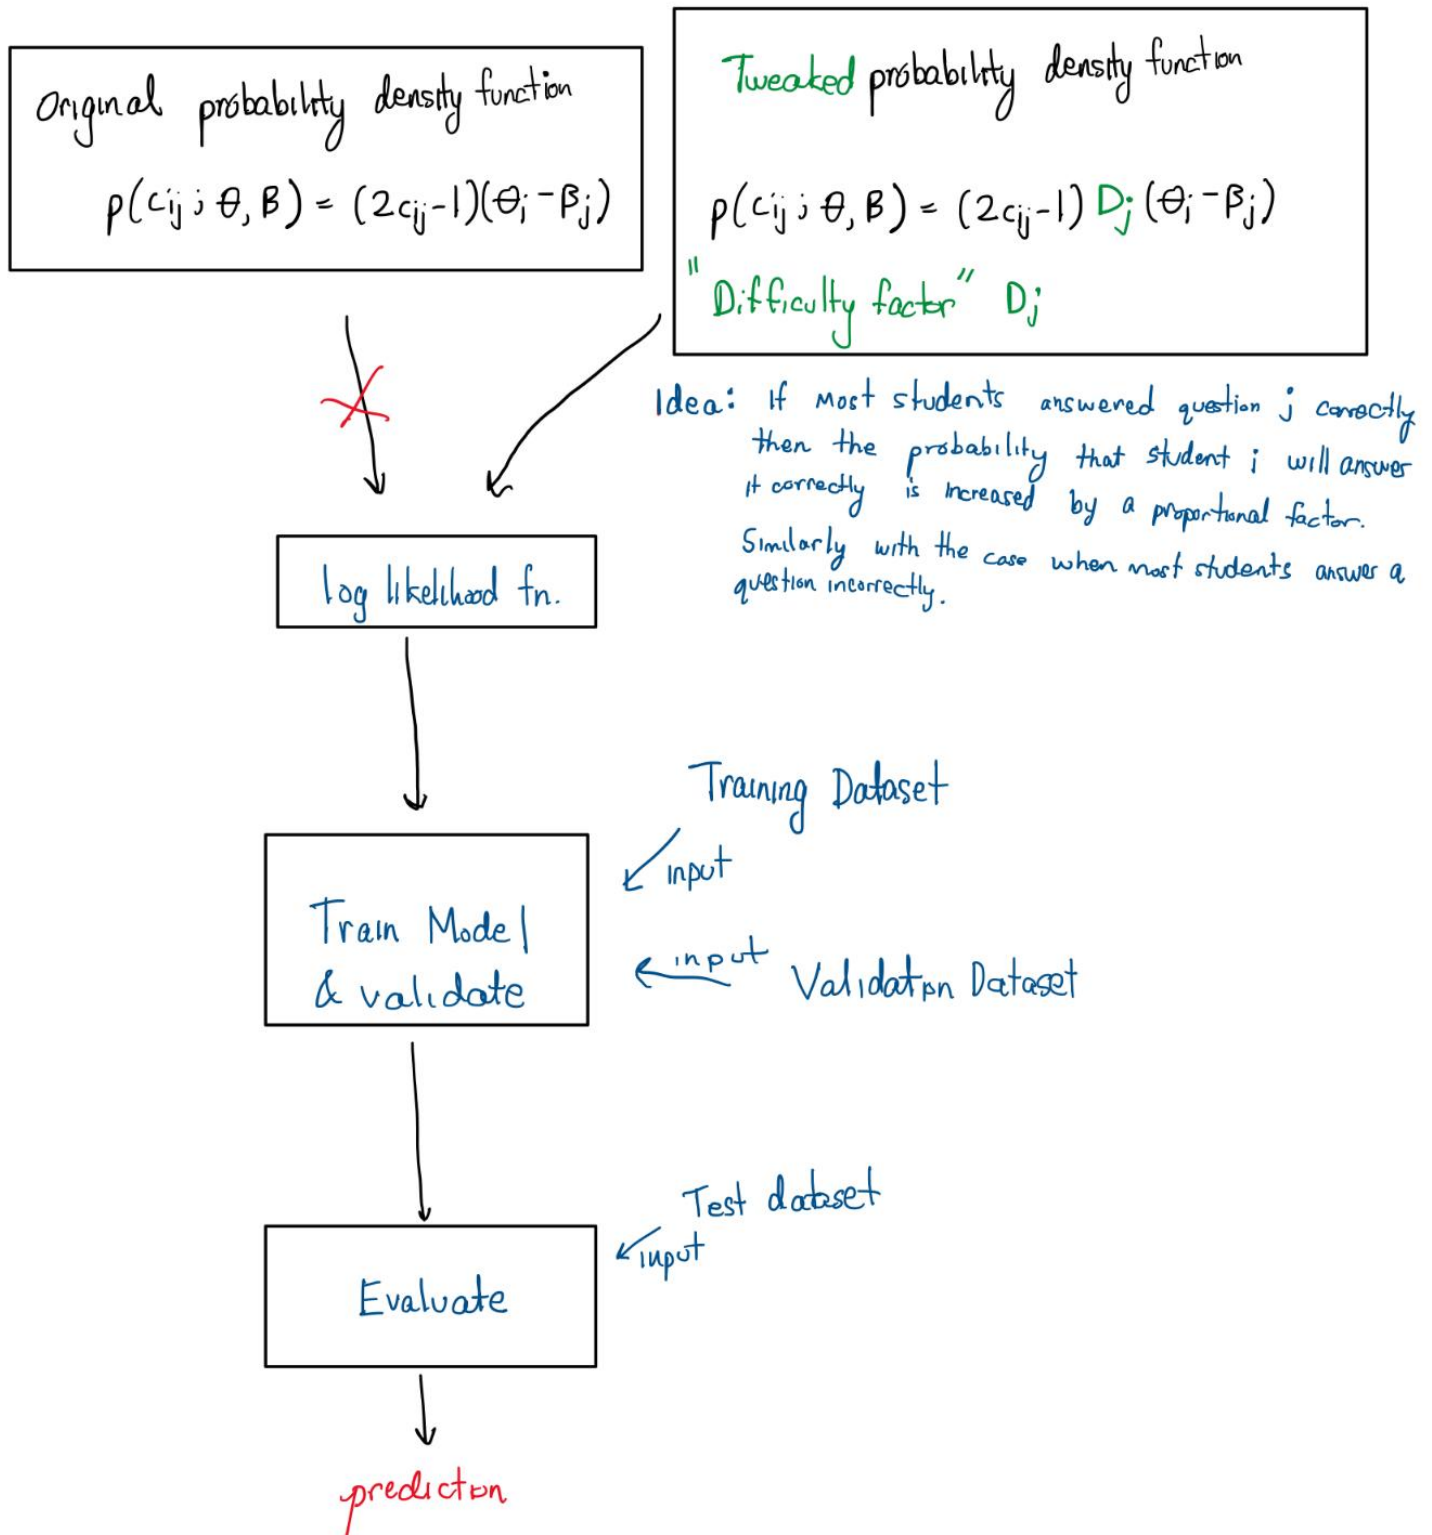 Original probability density function
p(cij ; θ, β) = (2cij-1)(θi-βj)
Tweaked probability density function
p(cij ; θ, β) = (2cij-1) Dj (θi-βj)
"Difficulty factor" Dj
Idea: If most students answered question j correctly
then the probability that student i will answer
it correctly is increased by a proportional factor.
Similarly with the case when most students answer a
question incorrectly.
log likelihood fn.
Training Dataset
input
Train Model
& validate
input Validation Dataset
Test dataset
input
Evaluate
prediction